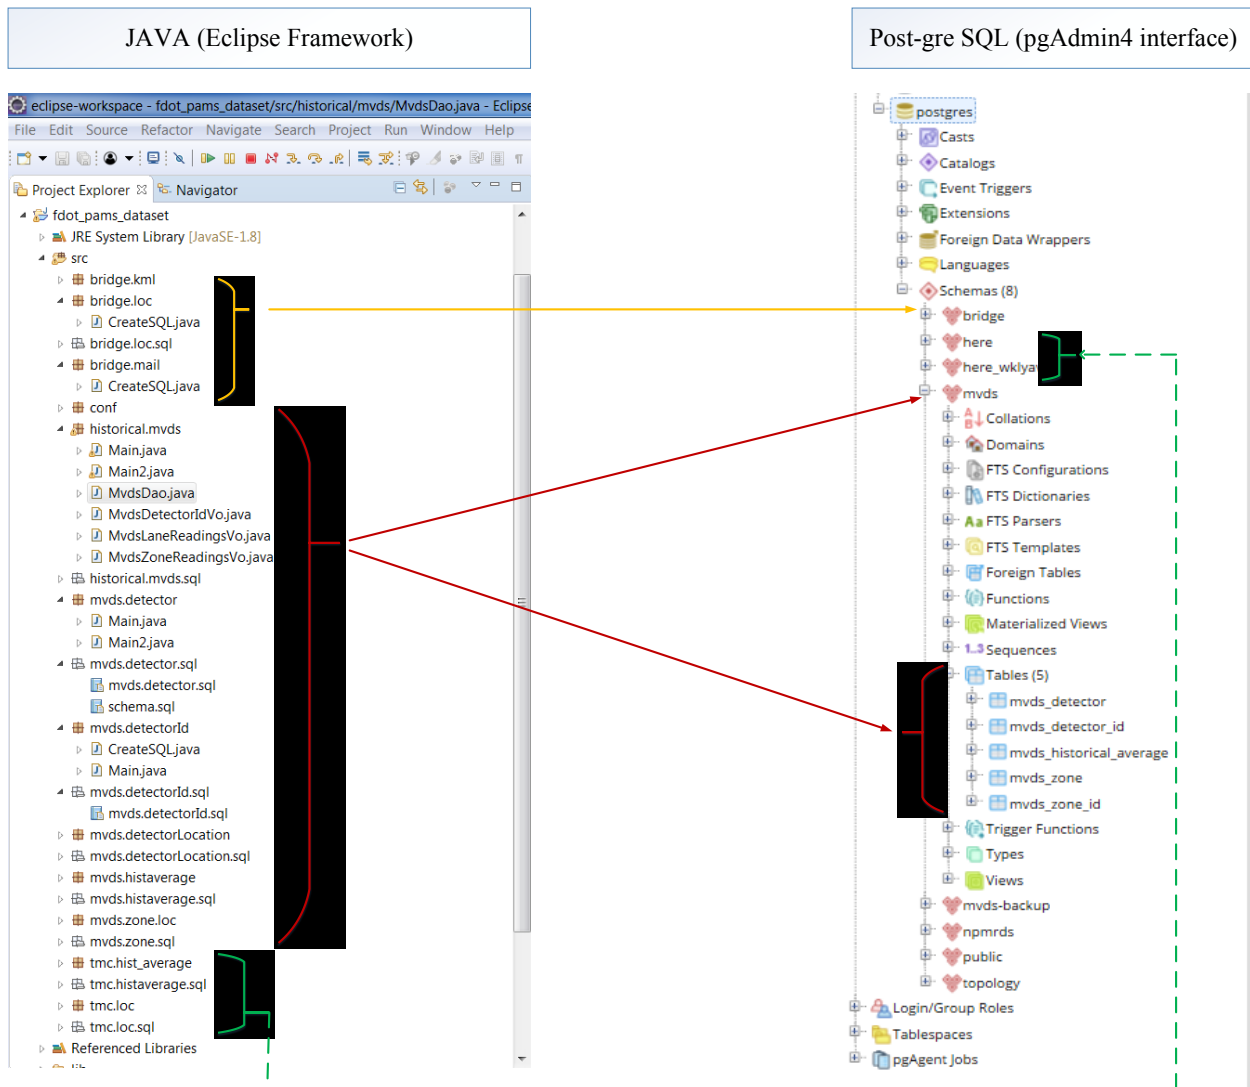 JAVA (Eclipse Framework)
Post-gre SQL (pgAdmin4 interface)
eclipse-workspace - fdot_pams_dataset/src/historical/mvds/MvdsDao.java - Eclipse
File Edit Source Refactor Navigate Search Project Run Window Help
Project Explorer Navigator
fdot_pams_dataset
JRE System Library [JavaSE-1.8]
src
bridge.kml
bridge.loc
CreateSQL.java
bridge.loc.sql
bridge.mail
CreateSQL.java
conf
historical.mvds
Main.java
Main2.java
MvdsDao.java
MvdsDetectorIdVo.java
MvdsLaneReadingsVo.java
MvdsZoneReadingsVo.java
historical.mvds.sql
mvds.detector
Main.java
Main2.java
mvds.detector.sql
mvds.detector.sql
schema.sql
mvds.detectorId
CreateSQL.java
Main.java
mvds.detectorId.sql
mvds.detectorId.sql
mvds.detectorLocation
mvds.detectorLocation.sql
mvds.histaverage
mvds.histaverage.sql
mvds.zone.loc
mvds.zone.sql
tmc.hist_average
tmc.histaverage.sql
tmc.loc
tmc.loc.sql
Referenced Libraries
postgres
Casts
Catalogs
Event Triggers
Extensions
Foreign Data Wrappers
Languages
Schemas (8)
bridge
here
here_wklya
mvds
Collations
Domains
FTS Configurations
FTS Dictionaries
Aa FTS Parsers
FTS Templates
Foreign Tables
Functions
Materialized Views
1..3 Sequences
Tables (5)
mvds_detector
mvds_detector_id
mvds_historical_average
mvds_zone
mvds_zone_id
Trigger Functions
Types
Views
mvds-backup
npmrds
public
topology
Login/Group Roles
Tablespaces
pgAgent Jobs